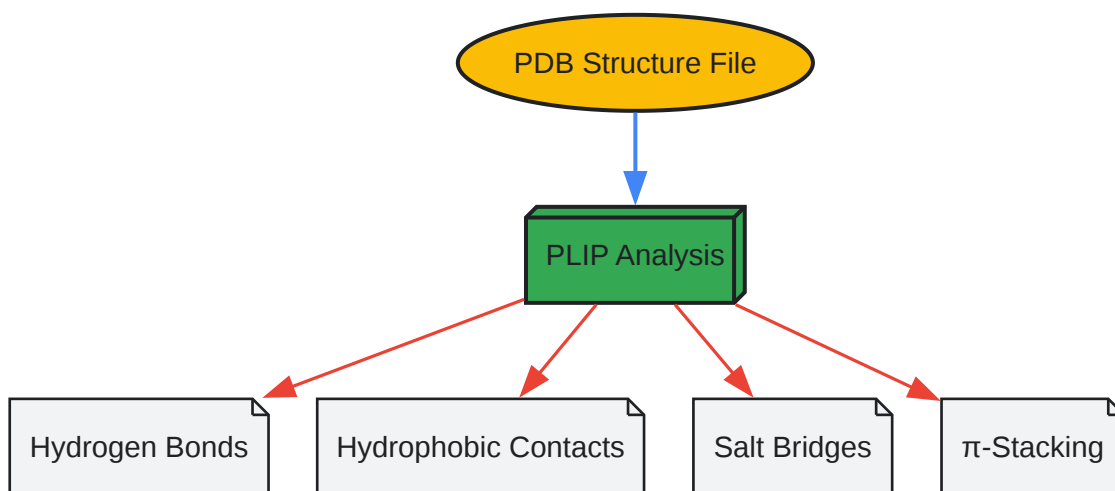 PDB Structure File
PLIP Analysis
Hydrogen Bonds
Hydrophobic Contacts
Salt Bridges
π-Stacking